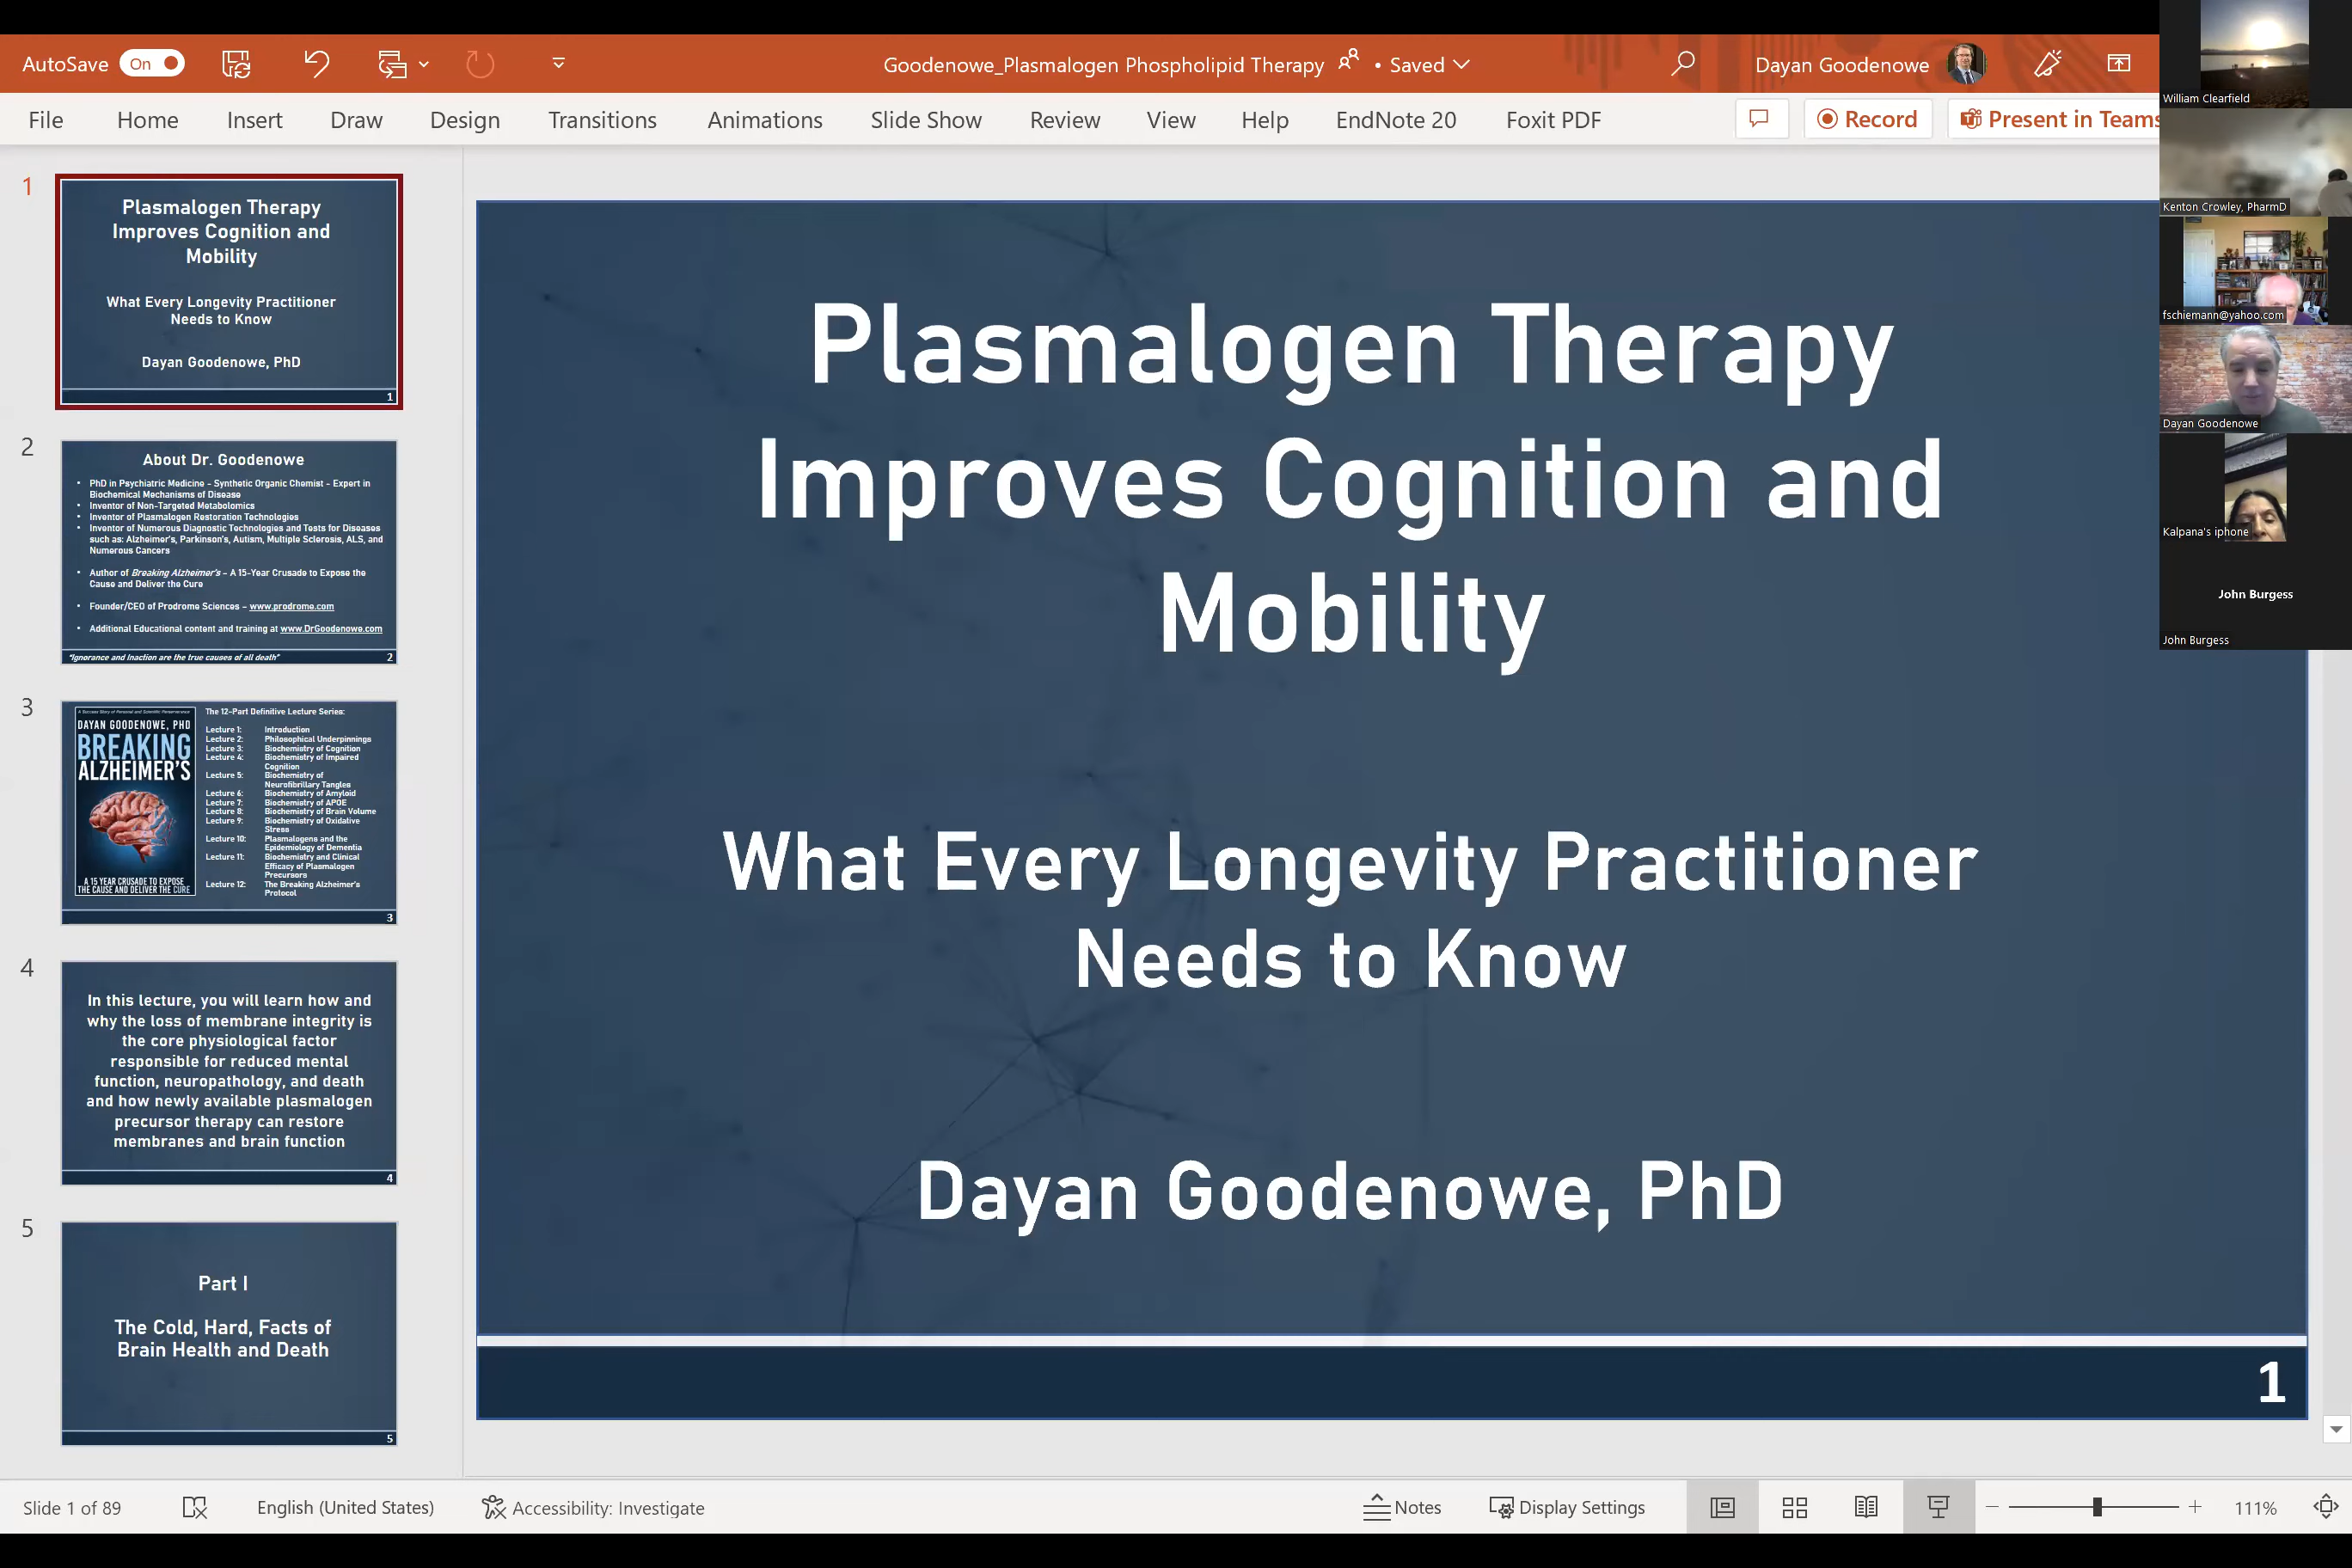 AutoSave On
Goodenowe_Plasmalogen Phospholipid Therapy • Saved
Dayan Goodenowe
File Home Insert Draw Design Transitions Animations Slide Show Review View Help EndNote 20 Foxit PDF
Record
Present in Teams
1
Plasmalogen Therapy
Improves Cognition and
Mobility
What Every Longevity Practitioner
Needs to Know
Dayan Goodenowe, PhD
1
2
About Dr. Goodenowe
• PhD in Psychiatric Medicine - Synthetic Organic Chemist - Expert in
Biochemical Mechanisms of Disease
• Inventor of Non-Targeted Metabolomics
• Inventor of Plasmalogen Restoration Technologies
• Inventor of Numerous Diagnostic Technologies and Tests for Diseases
such as: Alzheimer's, Parkinson's, Autism, Multiple Sclerosis, ALS, and
Numerous Cancers
• Author of Breaking Alzheimer's – A 15-Year Crusade to Expose the
Cause and Deliver the Cure
• Founder/CEO of Prodrome Sciences – www.prodrome.com
• Additional Educational content and training at www.DrGoodenowe.com
"Ignorance and Inaction are the true causes of all death"
2
3
A Success Story of Personal and Scientific Perseverance
DAYAN GOODENOWE, PHD
BREAKING
ALZHEIMER'S
A 15 YEAR CRUSADE TO EXPOSE
THE CAUSE AND DELIVER THE CURE
The 12-Part Definitive Lecture Series:
Lecture 1: Introduction
Lecture 2: Philosophical Underpinnings
Lecture 3: Biochemistry of Cognition
Lecture 4: Biochemistry of Impaired
Cognition
Lecture 5: Biochemistry of
Neurofibrillary Tangles
Lecture 6: Biochemistry of Amyloid
Lecture 7: Biochemistry of APOE
Lecture 8: Biochemistry of Brain Volume
Lecture 9: Biochemistry of Oxidative
Stress
Lecture 10: Plasmalogens and the
Epidemiology of Dementia
Lecture 11: Biochemistry and Clinical
Efficacy of Plasmalogen
Precursors
Lecture 12: The Breaking Alzheimer's
Protocol
3
4
In this lecture, you will learn how and
why the loss of membrane integrity is
the core physiological factor
responsible for reduced mental
function, neuropathology, and death
and how newly available plasmalogen
precursor therapy can restore
membranes and brain function
4
5
Part I
The Cold, Hard, Facts of
Brain Health and Death
5
Plasmalogen Therapy
Improves Cognition and
Mobility
What Every Longevity Practitioner
Needs to Know
Dayan Goodenowe, PhD
1
William Clearfield
Kenton Crowley, PharmD
fschiemann@yahoo.com
Dayan Goodenowe
Kalpana's iphone
John Burgess
John Burgess
Slide 1 of 89
English (United States)
Accessibility: Investigate
Notes
Display Settings
111%